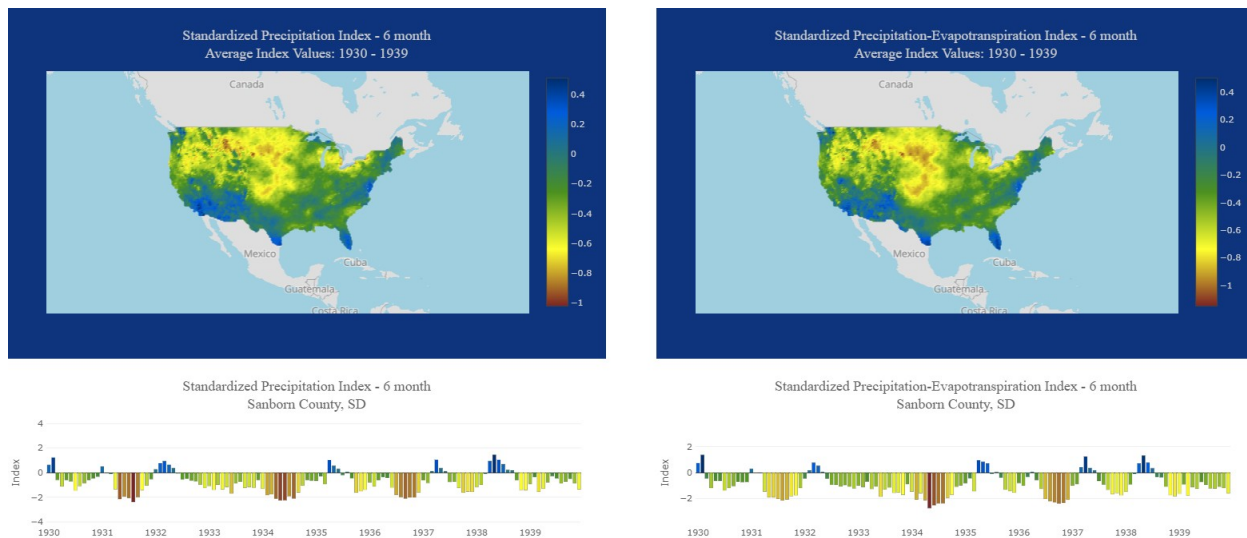 Standardized Precipitation Index - 6 month
Average Index Values: 1930 - 1939
Canada
Mexico
Cuba
Guatemala
Costa Rica
0.4
0.2
0
−0.2
−0.4
−0.6
−0.8
−1
Standardized Precipitation-Evapotranspiration Index - 6 month
Average Index Values: 1930 - 1939
Canada
Mexico
Cuba
Guatemala
Costa Rica
0.4
0.2
0
−0.2
−0.4
−0.6
−0.8
−1
Standardized Precipitation Index - 6 month
Sanborn County, SD
Index
4
2
0
−2
−4
1930 1931 1932 1933 1934 1935 1936 1937 1938 1939
Standardized Precipitation-Evapotranspiration Index - 6 month
Sanborn County, SD
Index
2
0
−2
1930 1931 1932 1933 1934 1935 1936 1937 1938 1939